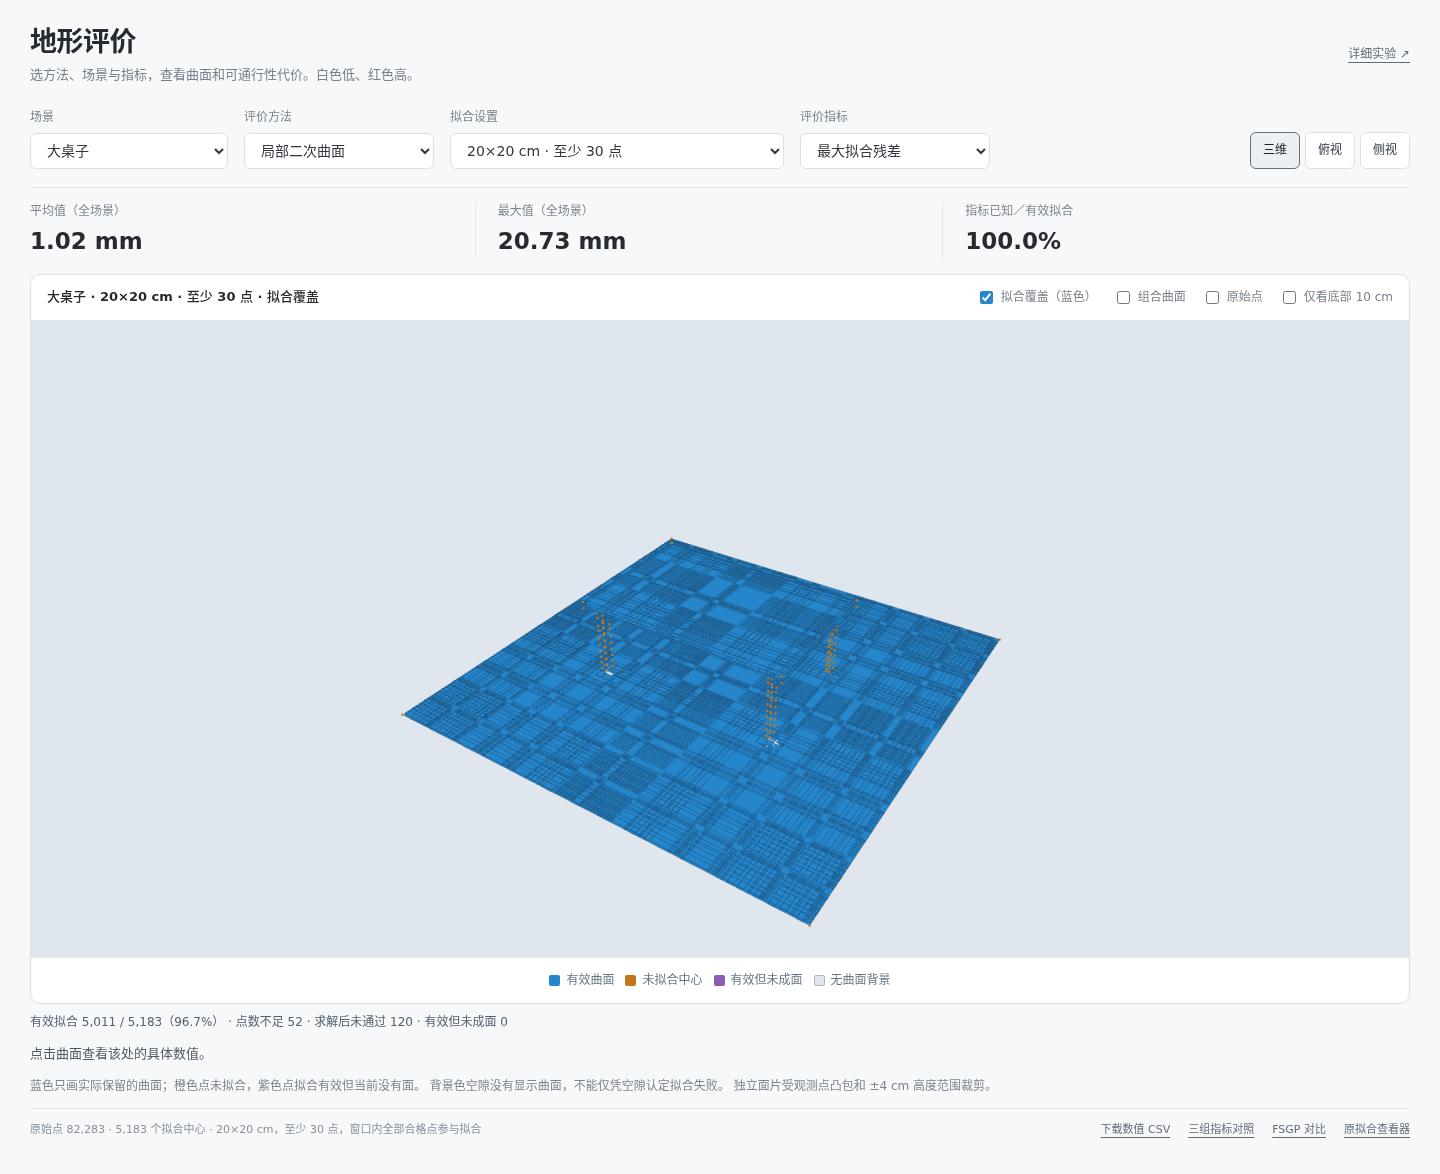 地形评价
选方法、场景与指标，查看曲面和可通行性代价。白色低、红色高。
详细实验 ↗
场景
评价方法
拟合设置
评价指标
大桌子
局部二次曲面
20×20 cm · 至少 30 点
最大拟合残差
三维
俯视
侧视
平均值（全场景）
1.02 mm
最大值（全场景）
20.73 mm
指标已知／有效拟合
100.0%
大桌子 · 20×20 cm · 至少 30 点 · 拟合覆盖
拟合覆盖（蓝色）
组合曲面
原始点
仅看底部 10 cm
有效曲面
未拟合中心
有效但未成面
无曲面背景
有效拟合 5,011 / 5,183（96.7%） · 点数不足 52 · 求解后未通过 120 · 有效但未成面 0
点击曲面查看该处的具体数值。
蓝色只画实际保留的曲面；橙色点未拟合，紫色点拟合有效但当前没有面。 背景色空隙没有显示曲面，不能仅凭空隙认定拟合失败。 独立面片受观测点凸包和 ±4 cm 高度范围裁剪。
原始点 82,283 · 5,183 个拟合中心 · 20×20 cm，至少 30 点，窗口内全部合格点参与拟合
下载数值 CSV
三组指标对照
FSGP 对比
原拟合查看器